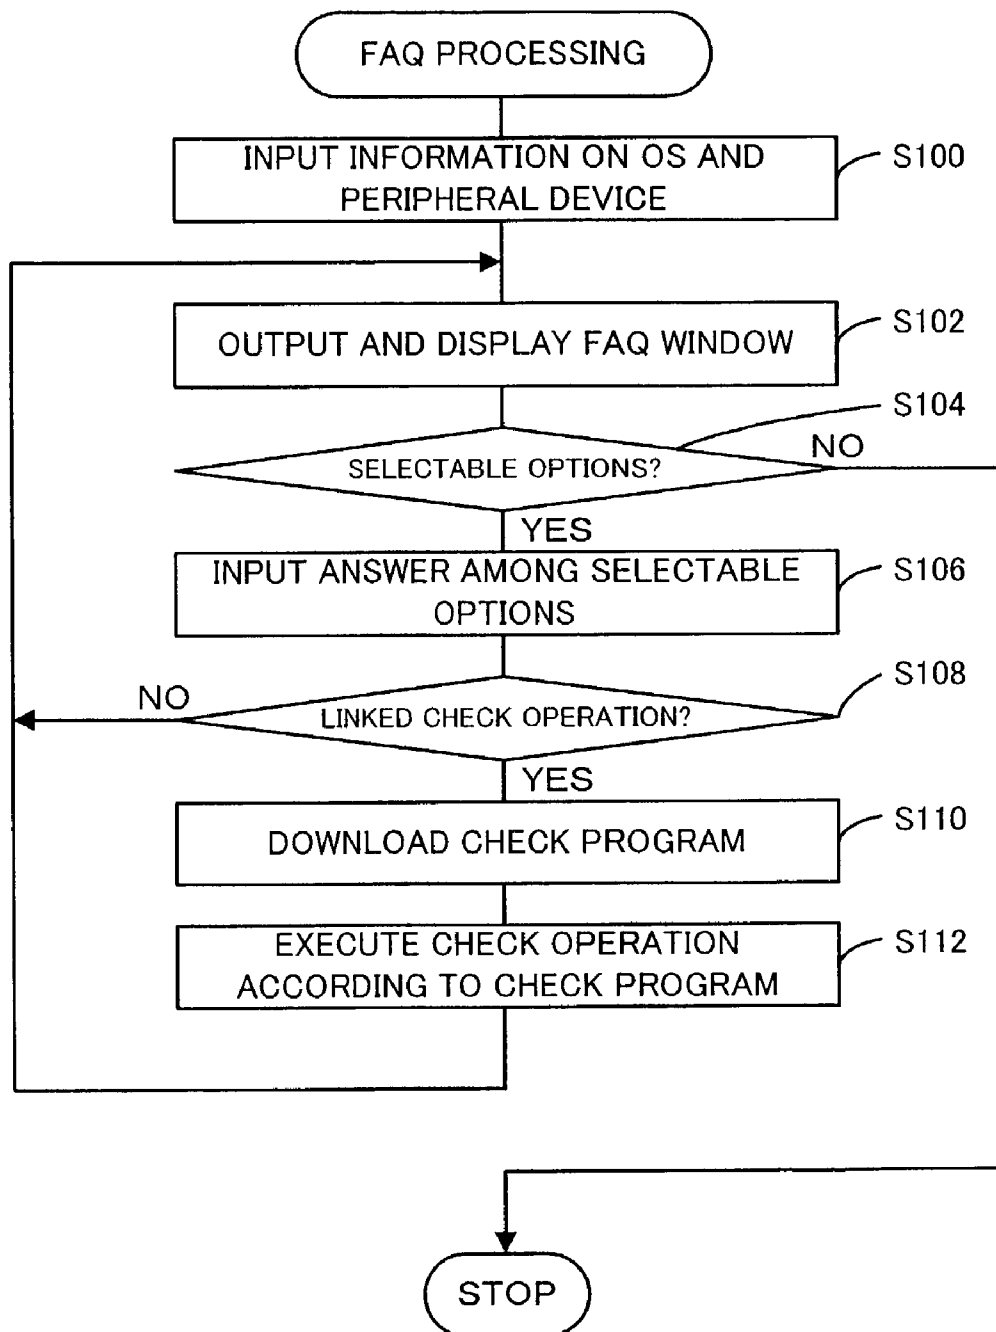 FAQ PROCESSING
INPUT INFORMATION ON OS AND
PERIPHERAL DEVICE
S100
OUTPUT AND DISPLAY FAQ WINDOW
S102
S104
SELECTABLE OPTIONS?
NO
YES
INPUT ANSWER AMONG SELECTABLE
OPTIONS
S106
S108
NO
LINKED CHECK OPERATION?
YES
DOWNLOAD CHECK PROGRAM
S110
EXECUTE CHECK OPERATION
ACCORDING TO CHECK PROGRAM
S112
STOP